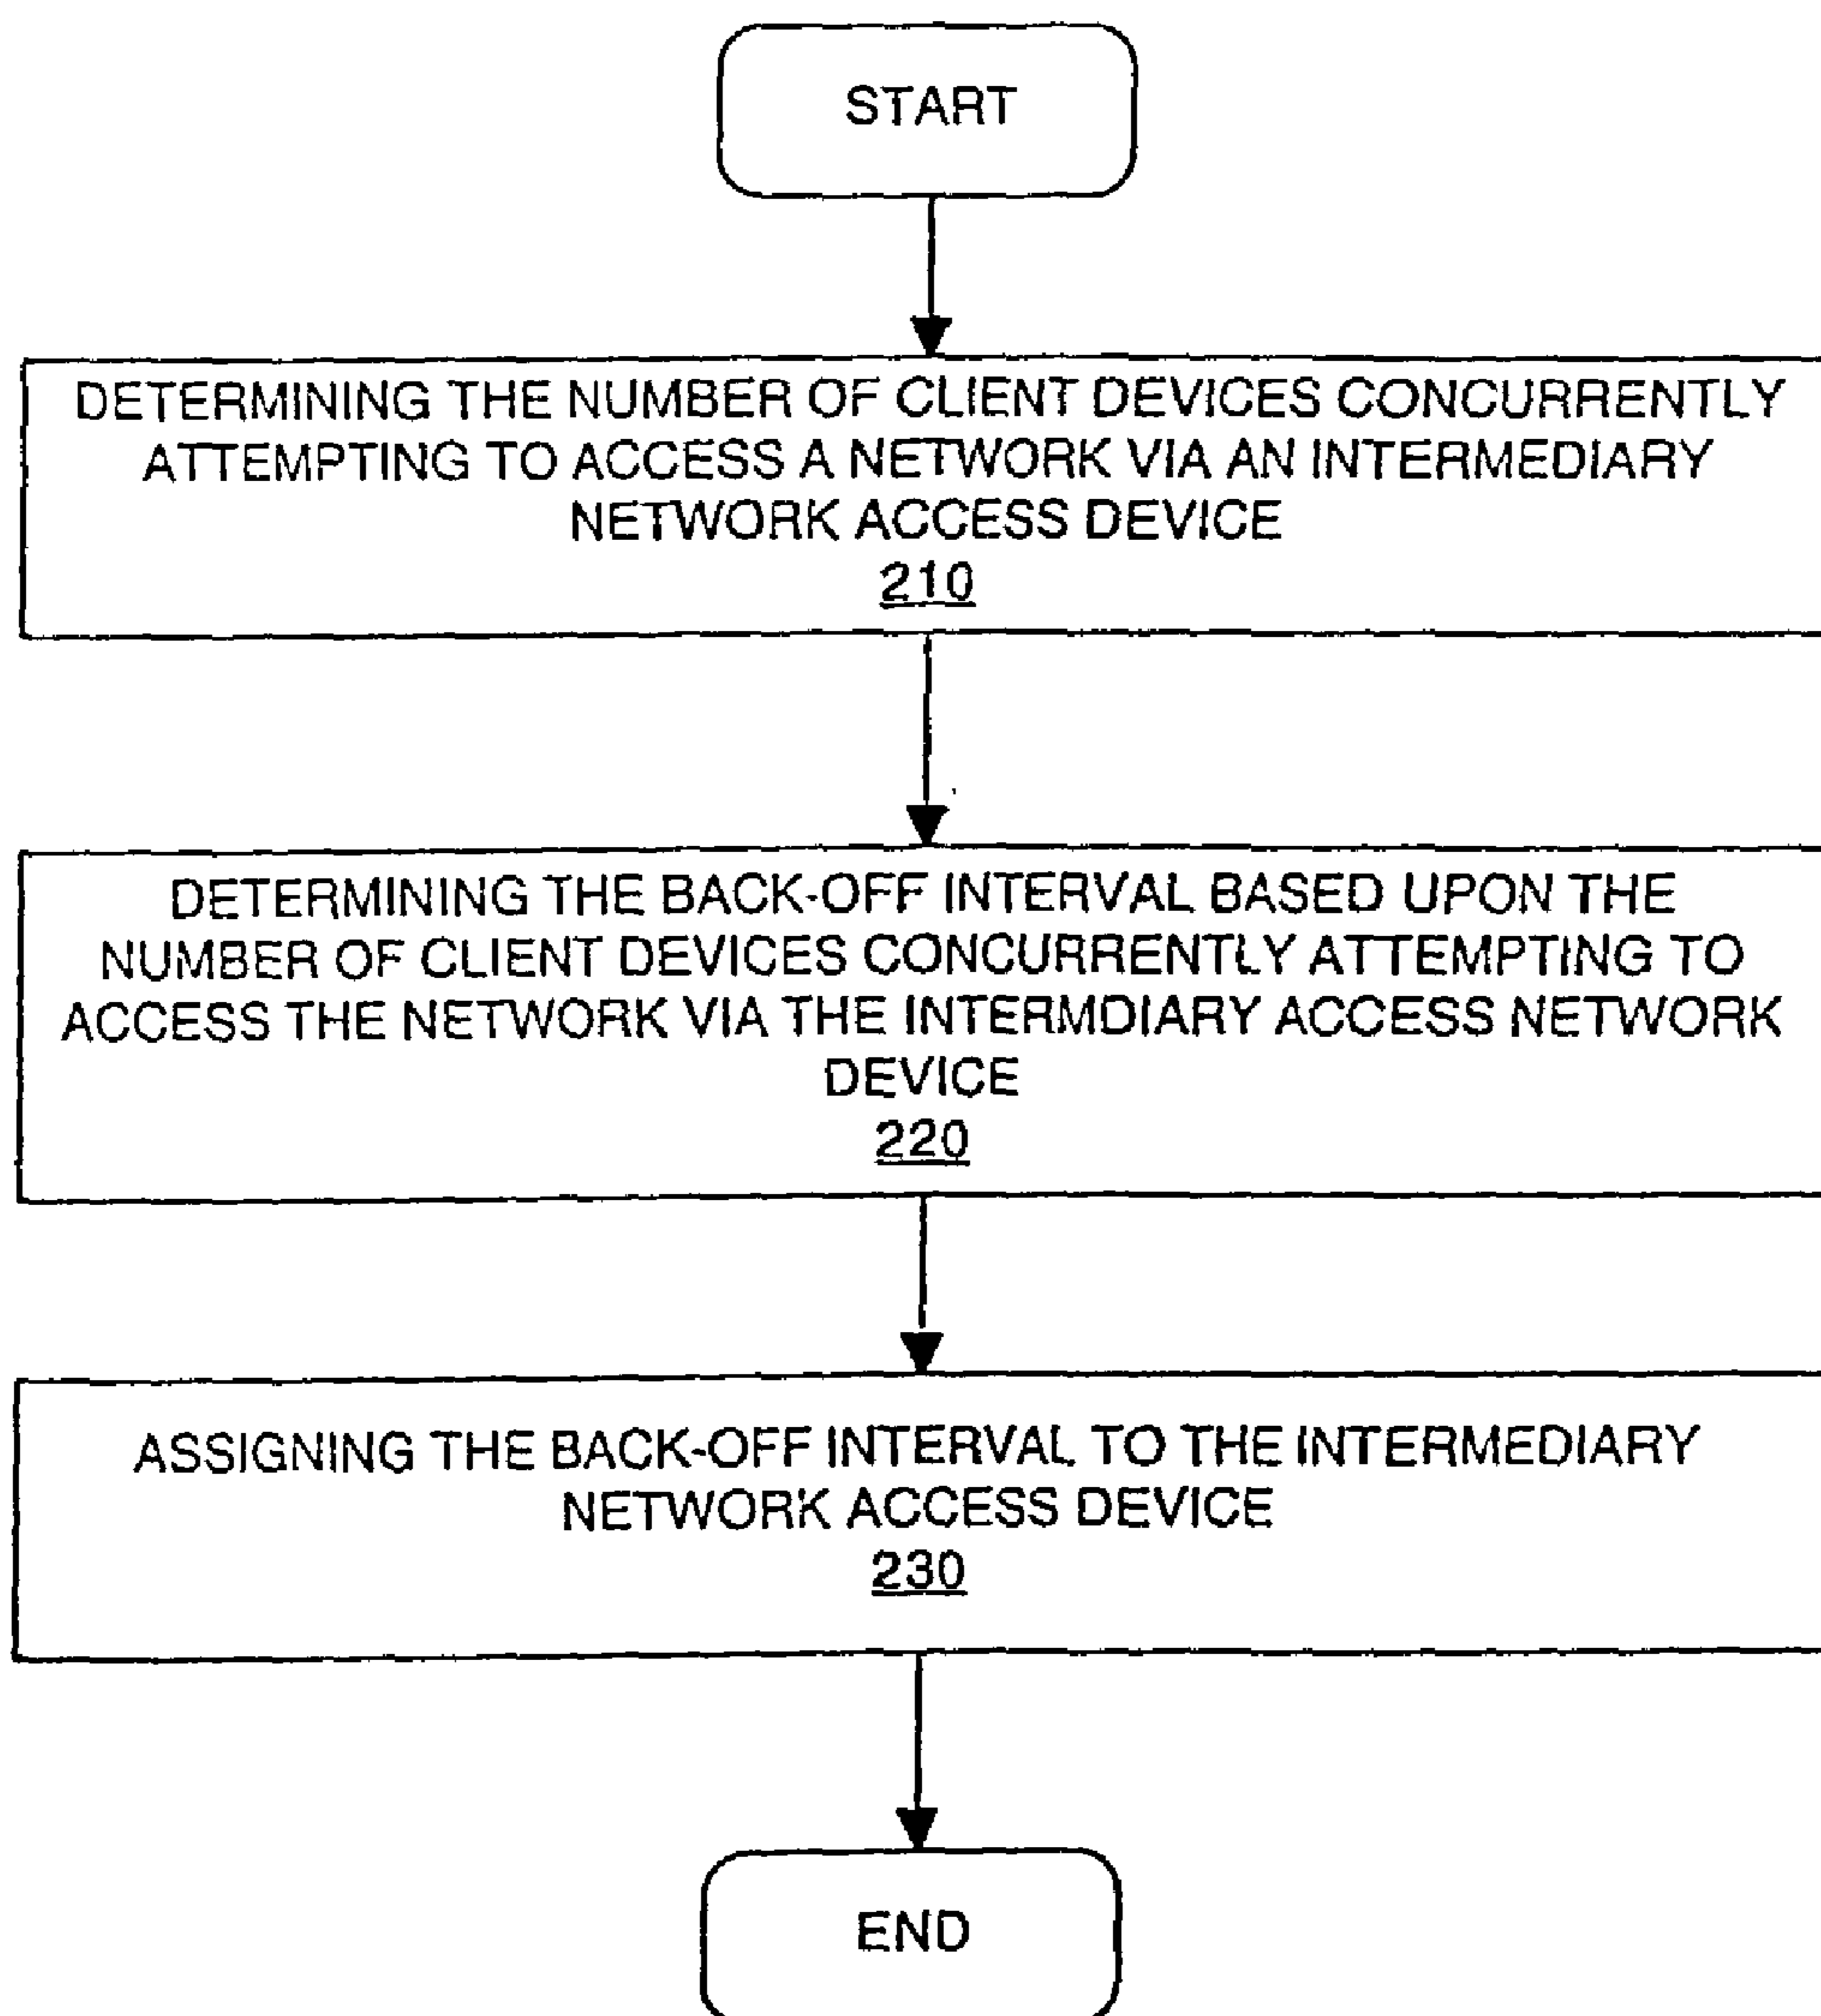 START
DETERMINING THE NUMBER OF CLIENT DEVICES CONCURRENTLY
ATTEMPTING TO ACCESS A NETWORK VIA AN INTERMEDIARY
NETWORK ACCESS DEVICE
210
DETERMINING THE BACK-OFF INTERVAL BASED UPON THE
NUMBER OF CLIENT DEVICES CONCURRENTLY ATTEMPTING TO
ACCESS THE NETWORK VIA THE INTERMDIARY ACCESS NETWORK
DEVICE
220
ASSIGNING THE BACK-OFF INTERVAL TO THE INTERMEDIARY
NETWORK ACCESS DEVICE
230
END